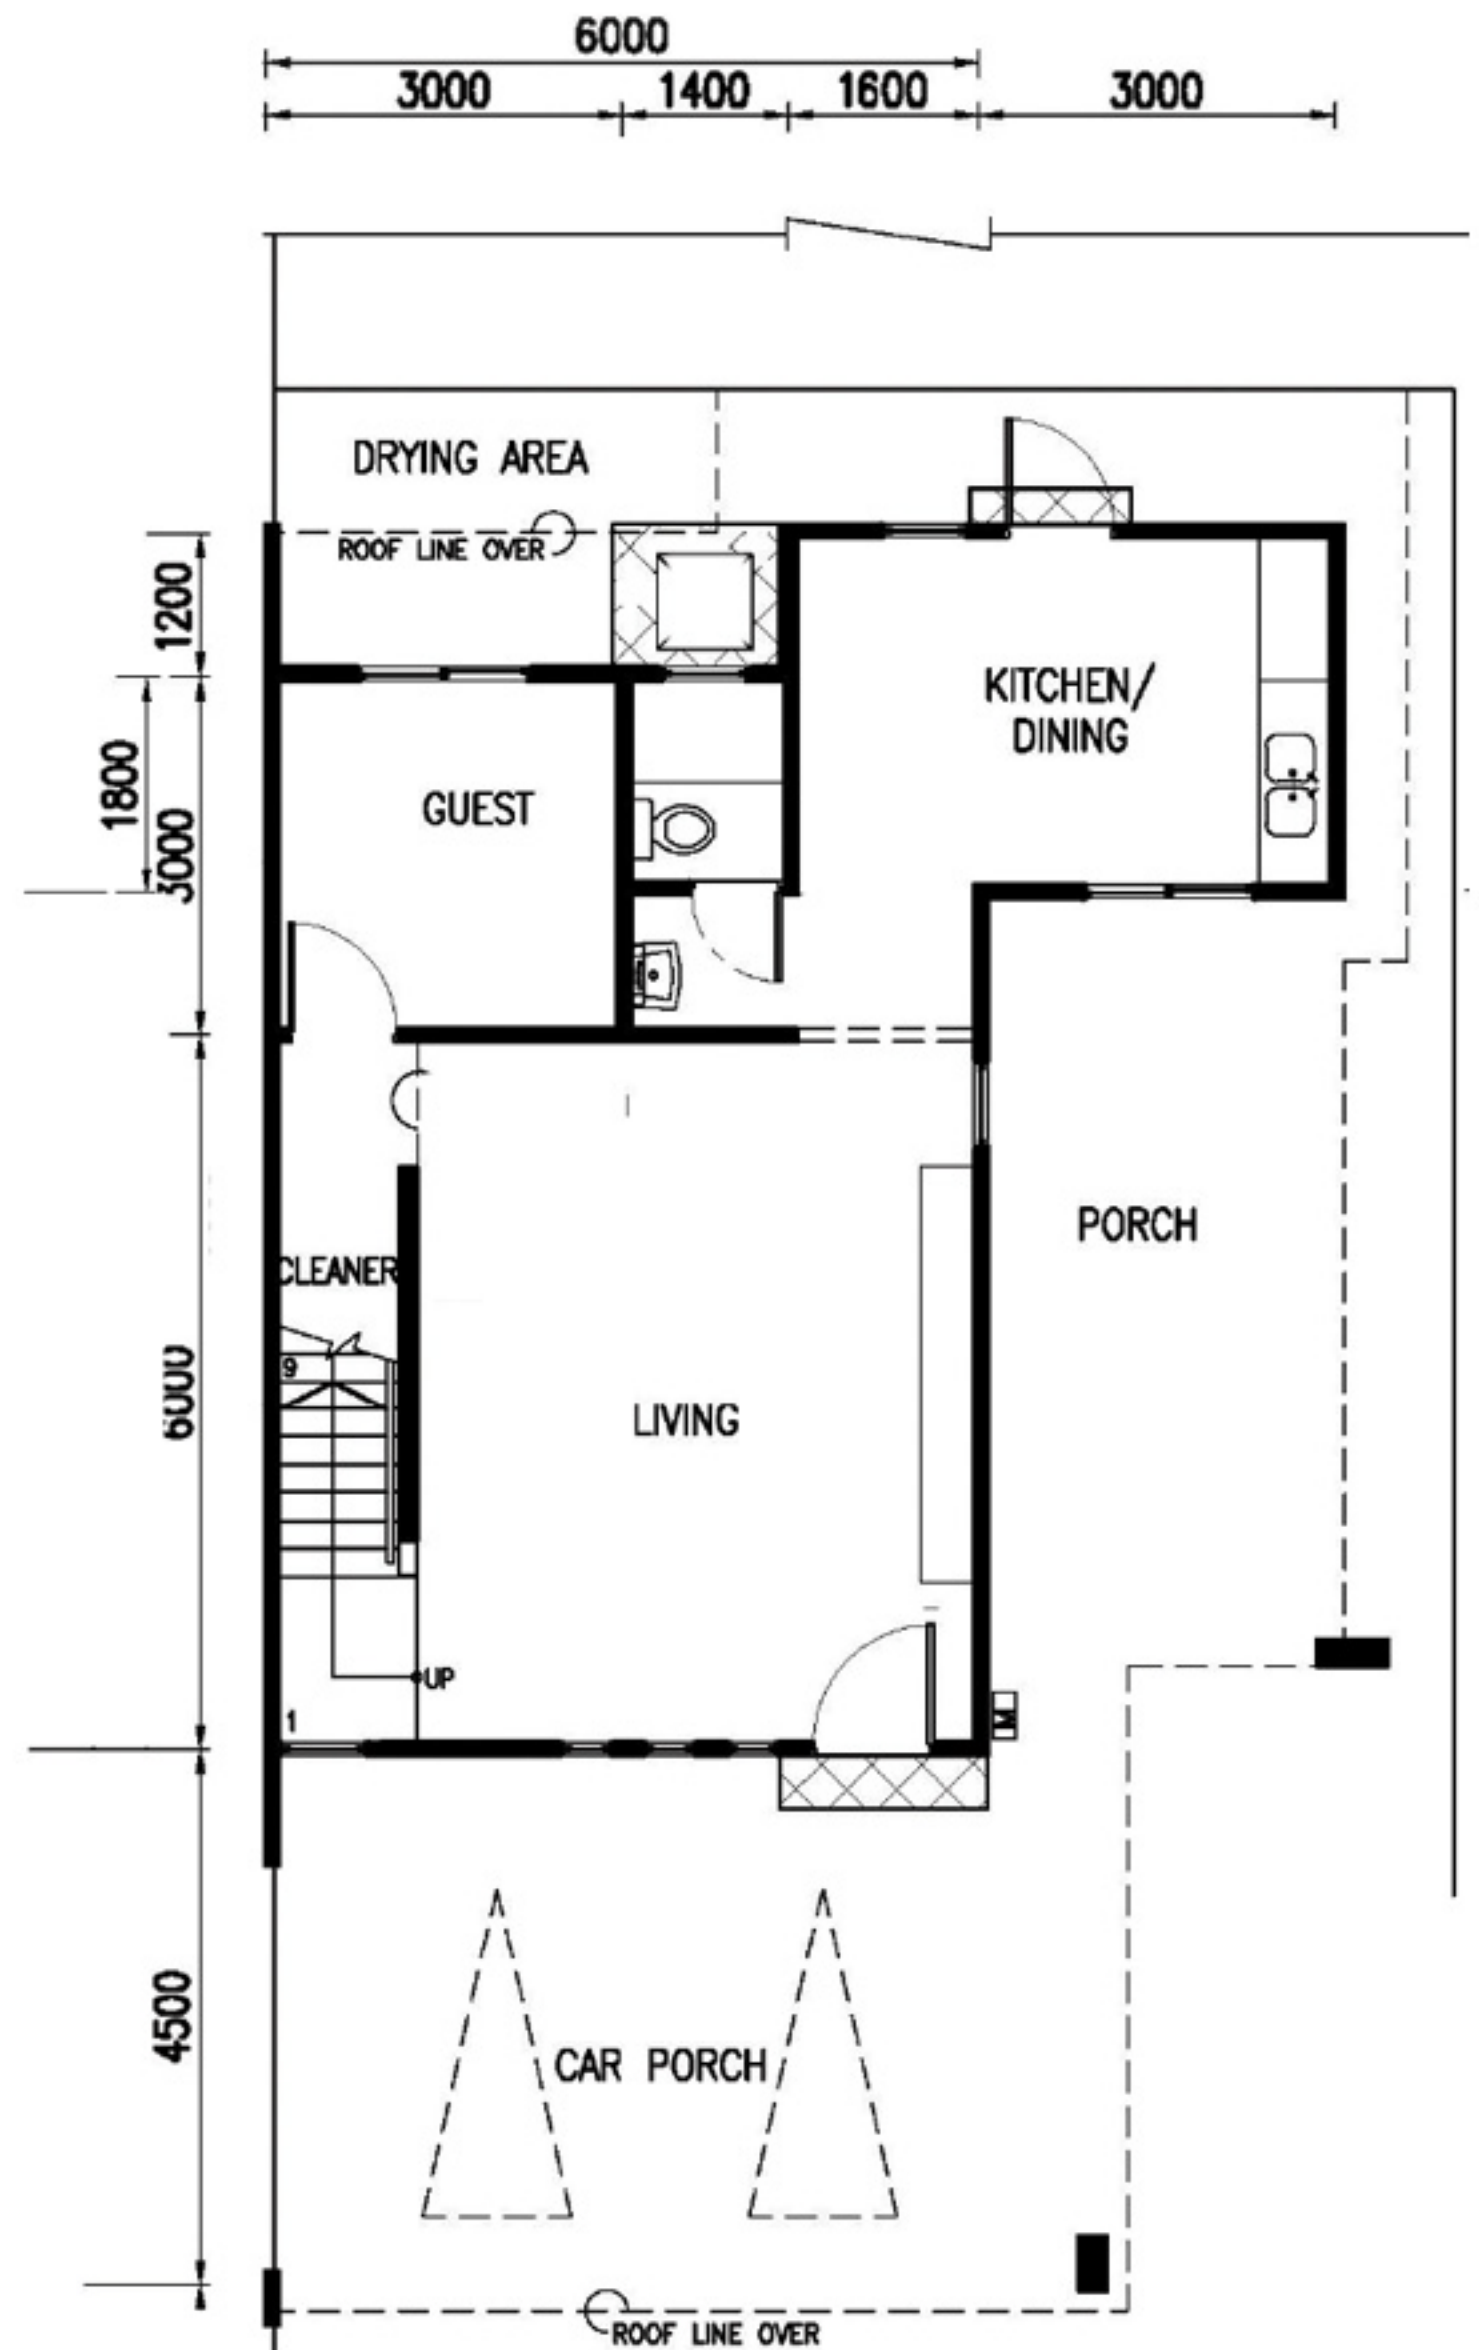 6000
3000 1400 1600 3000
DRYING AREA
ROOF LINE OVER
1200
KITCHEN/
DINING
1800
3000
GUEST
PORCH
CLEANER
9
6000
LIVING
UP
1
M
4500
CAR PORCH
ROOF LINE OVER